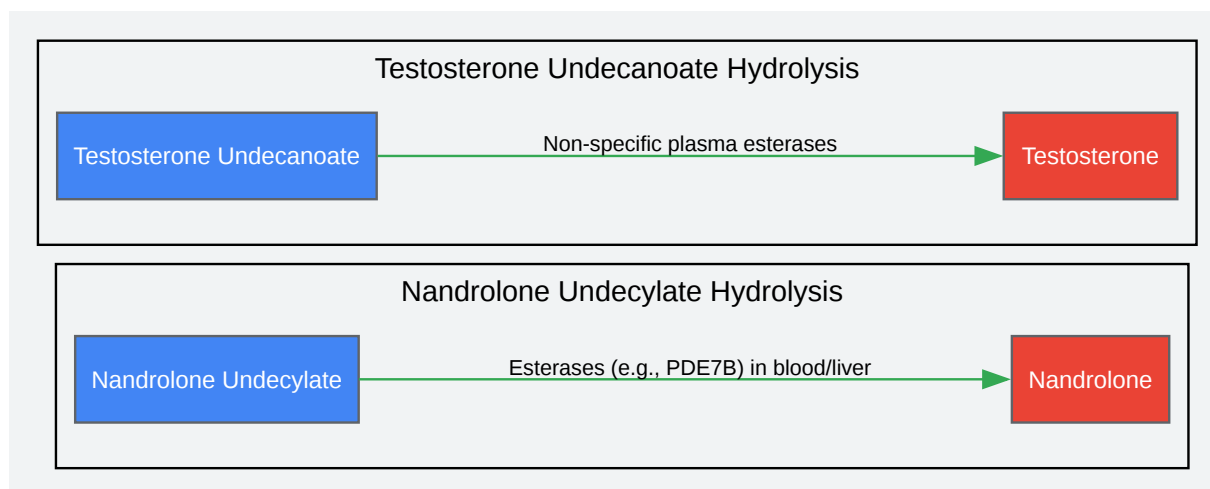 Testosterone Undecanoate Hydrolysis
Testosterone Undecanoate
Non-specific plasma esterases
Testosterone
Nandrolone Undecylate Hydrolysis
Nandrolone Undecylate
Esterases (e.g., PDE7B) in blood/liver
Nandrolone